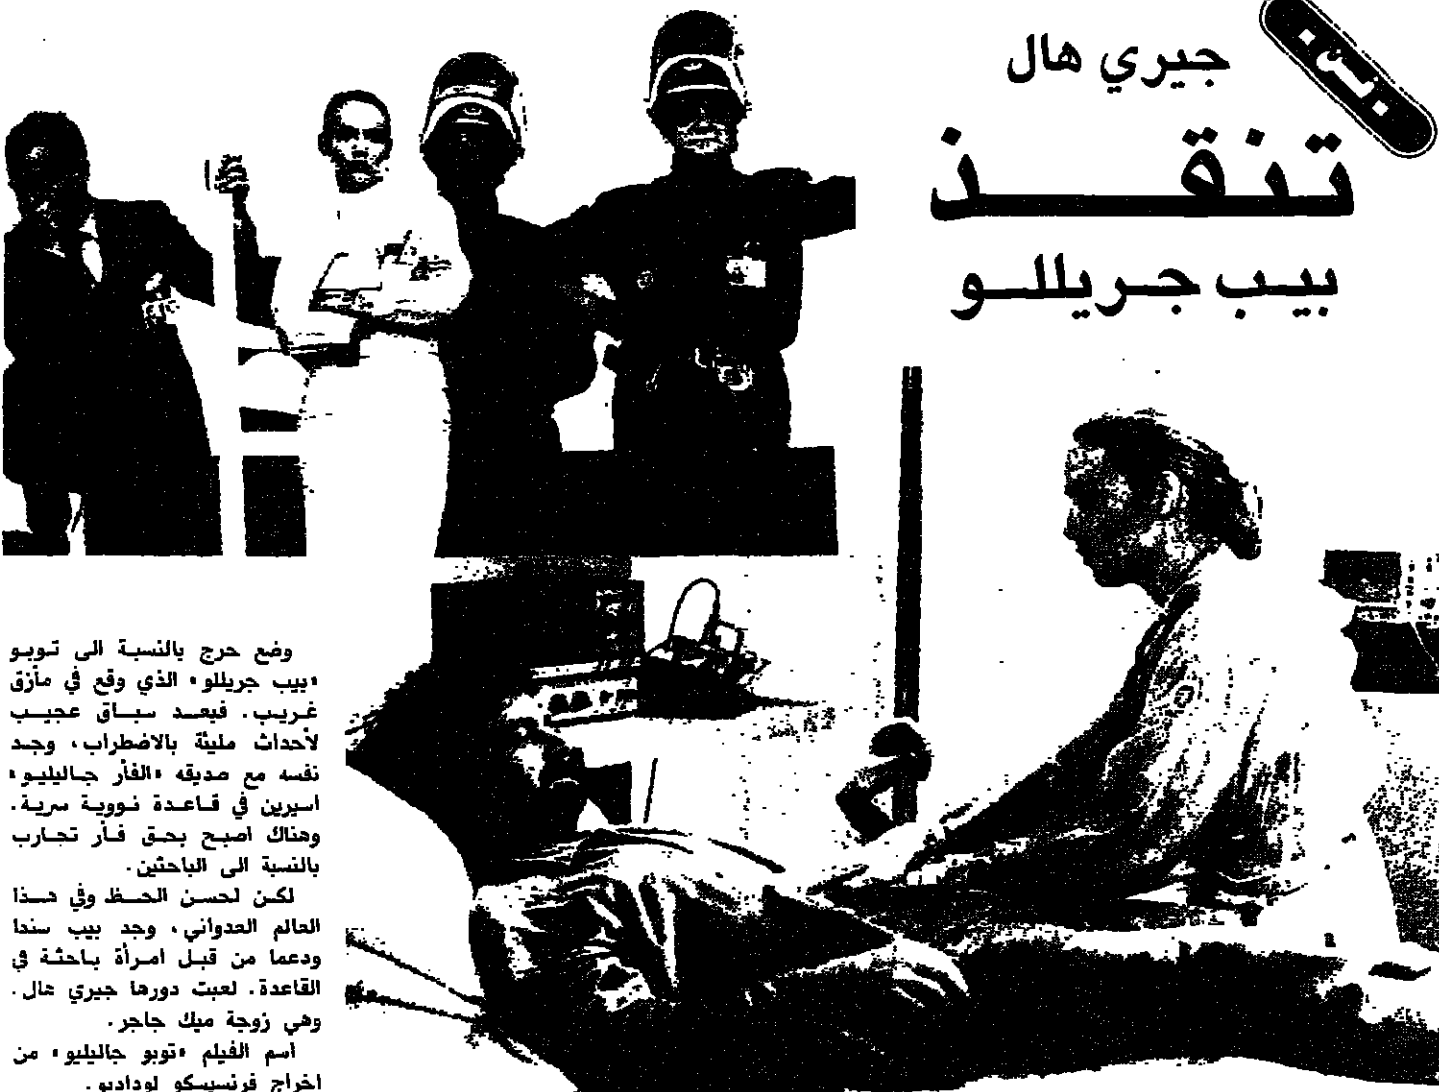 جيري هال
تنقذ
بيب جريللو
وضع حرج بالنسبة الى توبو
«بيب جريللو» الذي وقع في مأزق
غريب. فبعد سباق عجيب
لأحداث مليئة بالاضطراب، وجد
نفسه مع صديقه «الفأر جاليليو»
اسيرين في قاعدة نووية سرية.
وهناك اصبح بحق فأر تجارب
بالنسبة الى الباحثين.
لكن لحسن الحظ وفي هذا
العالم العدواني، وجد بيب سندا
ودعما من قبل امرأة باحثة في
القاعدة. لعبت دورها جيري هال.
وهي زوجة ميك جاجر.
اسم الفيلم «توبو جاليليو» من
اخراج فرنسيسكو لوداديو.